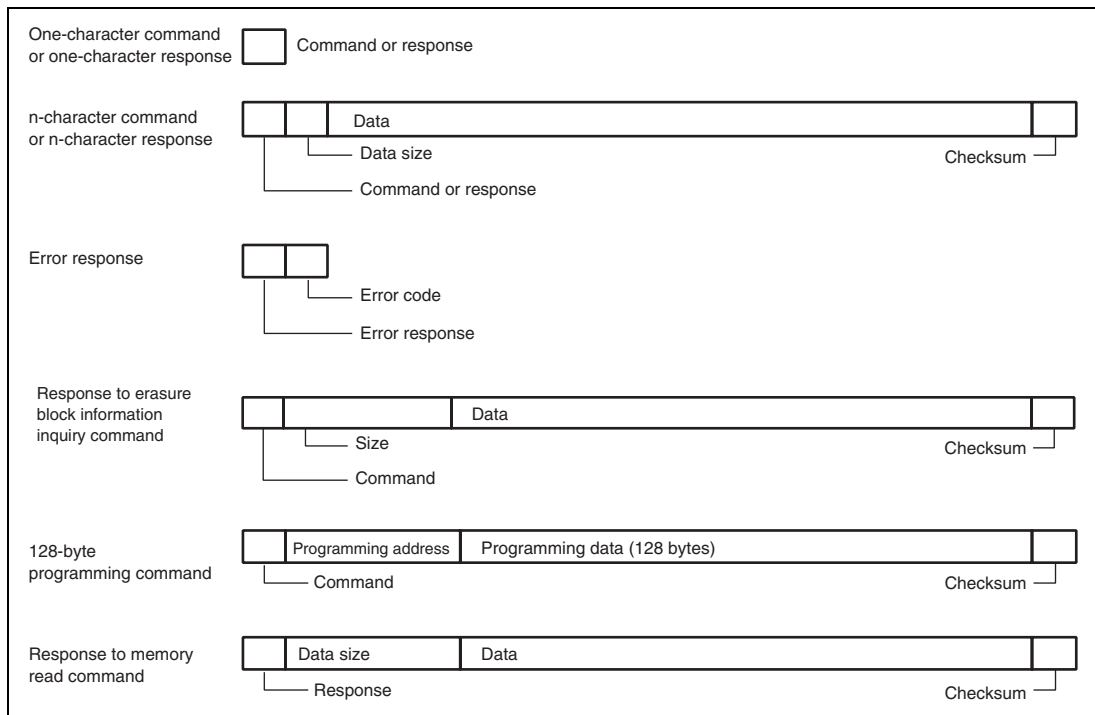 One-character command
or one-character response
Command or response
n-character command
or n-character response
Data
Data size
Checksum
Command or response
Error response
Error code
Error response
Response to erasure
block information
inquiry command
Data
Size
Checksum
Command
128-byte
programming command
Programming address
Programming data (128 bytes)
Command
Checksum
Response to memory
read command
Data size
Data
Response
Checksum